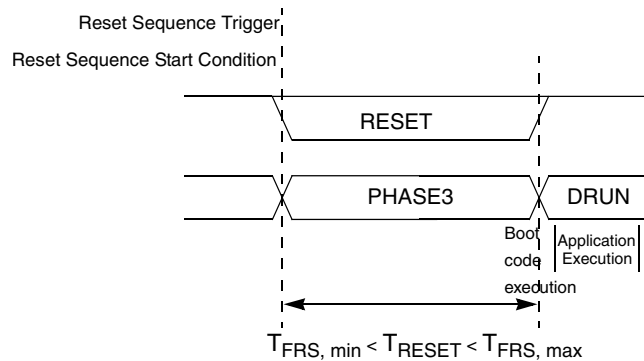 Reset Sequence Trigger
Reset Sequence Start Condition
RESET
PHASE3
DRUN
Boot
code
execution
Application
Execution
TFRS, min < TRESET < TFRS, max